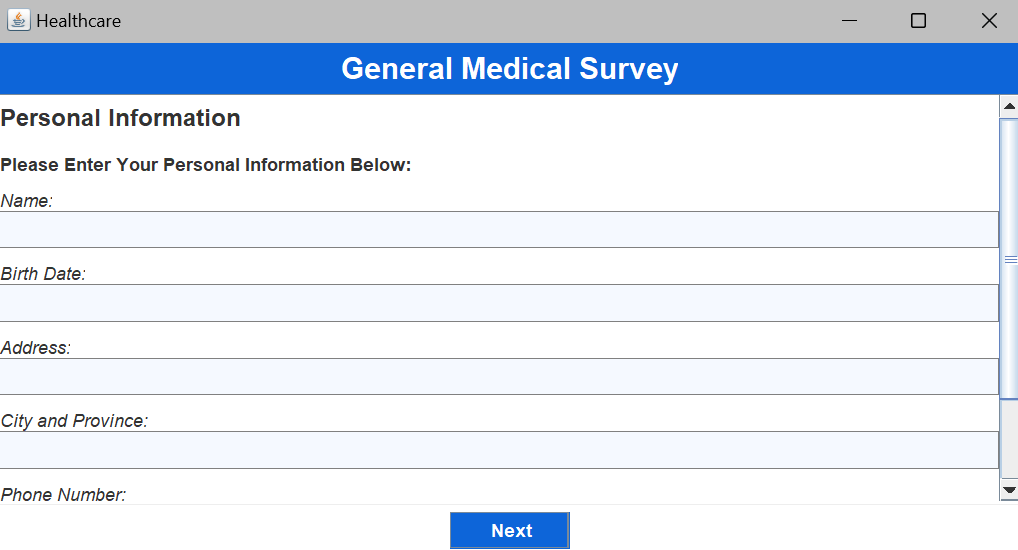 Healthcare
General Medical Survey
Personal Information
Please Enter Your Personal Information Below:
Name:
Birth Date:
Address:
City and Province:
Phone Number:
Next